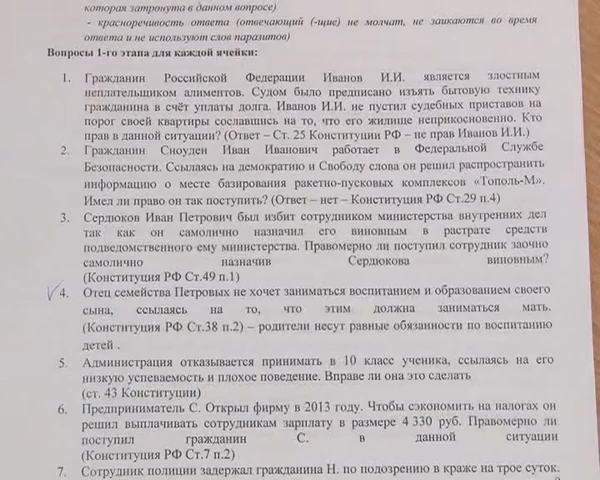 которая затронута в данном вопросе)
- красноречивость ответа (отвечающий (-щие) не молчат, не заикаются во время
ответа и не используют слов паразитов)
Вопросы 1-го этапа для каждой ячейки:
1. Гражданин Российской Федерации Иванов И.И. является злостным
неплательщиком алиментов. Судом было предписано изъять бытовую технику
гражданина в счёт уплаты долга. Иванов И.И. не пустил судебных приставов на
порог своей квартиры сославшись на то, что его жилище неприкосновенно. Кто
прав в данной ситуации? (Ответ – Ст. 25 Конституции РФ – не прав Иванов И.И.)
2. Гражданин Сноуден Иван Иванович работает в Федеральной Службе
Безопасности. Ссылаясь на демократию и Свободу слова он решил распространить
информацию о месте базирования ракетно-пусковых комплексов «Тополь-М».
Имел ли право он так поступить? (Ответ – нет – Конституция РФ Ст.29 п.4)
3. Сердюков Иван Петрович был избит сотрудником министерства внутренних дел
так как он самолично назначил его виновным в растрате средств
подведомственного ему министерства. Правомерно ли поступил сотрудник заочно
самолично назначив Сердюкова виновным?
(Конституция РФ Ст.49 п.1)
4. Отец семейства Петровых не хочет заниматься воспитанием и образованием своего
сына, ссылаясь на то, что этим должна заниматься мать.
(Конституция РФ Ст.38 п.2) – родители несут равные обязанности по воспитанию
детей .
5. Администрация отказывается принимать в 10 класс ученика, ссылаясь на его
низкую успеваемость и плохое поведение. Вправе ли она это сделать
(ст. 43 Конституции)
6. Предприниматель С. Открыл фирму в 2013 году. Чтобы сэкономить на налогах он
решил выплачивать сотрудникам зарплату в размере 4 330 руб. Правомерно ли
поступил гражданин С. в данной ситуации
(Конституция РФ Ст.7 п.2)
7. Сотрудник полиции задержал гражданина Н. по подозрению в краже на трое суток.